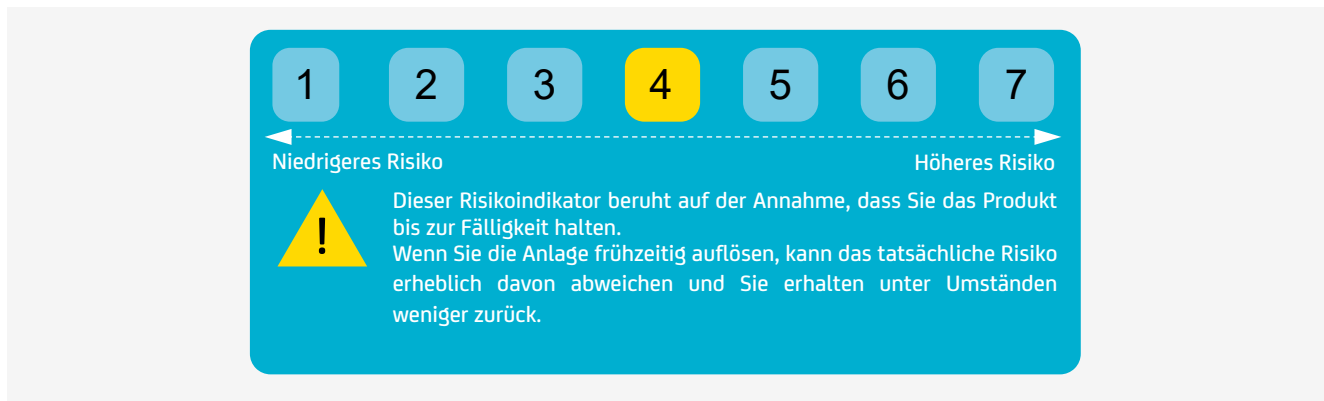 1 2 3 4 5 6 7
Niedrigeres Risiko Höheres Risiko
!
Dieser Risikoindikator beruht auf der Annahme, dass Sie das Produkt
bis zur Fälligkeit halten.
Wenn Sie die Anlage frühzeitig auflösen, kann das tatsächliche Risiko
erheblich davon abweichen und Sie erhalten unter Umständen
weniger zurück.